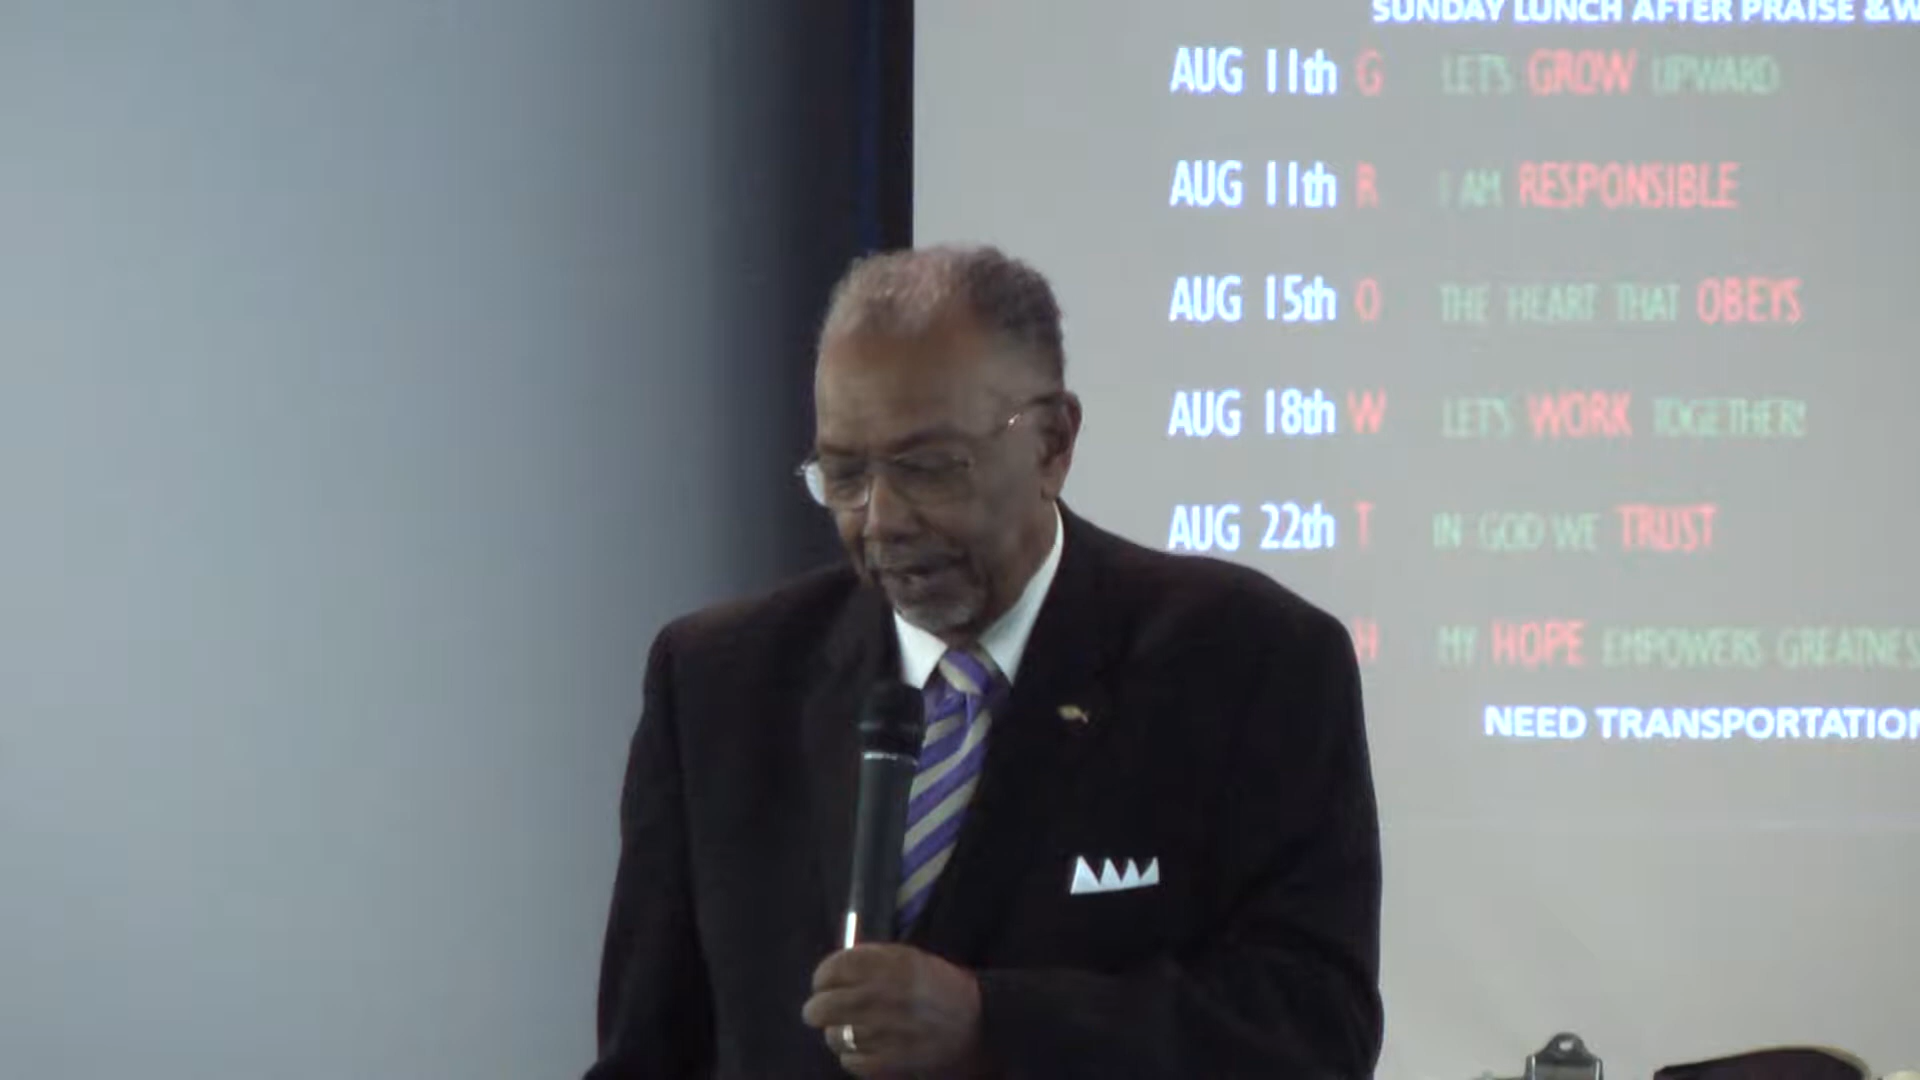 SUNDAY LUNCH AFTER PRAISE &W
AUG 11th G LET'S GROW UPWARD
AUG 11th R I AM RESPONSIBLE
AUG 15th O THE HEART THAT OBEYS
AUG 18th W LET'S WORK TOGETHER!
AUG 22th T IN GOD WE TRUST
H MY HOPE EMPOWERS GREATNES
NEED TRANSPORTATION